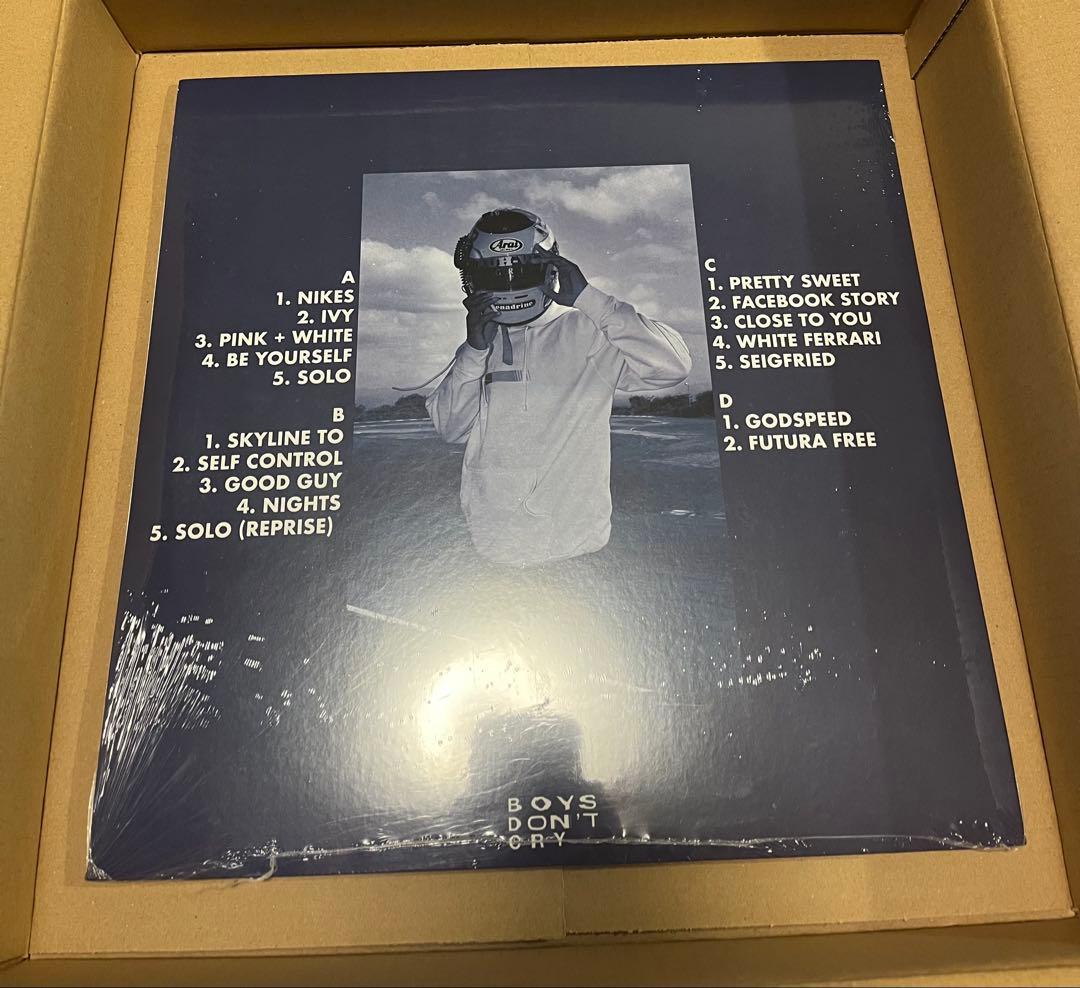 A
1. NIKES
2. IVY
3. PINK + WHITE
4. BE YOURSELF
5. SOLO
B
1. SKYLINE TO
2. SELF CONTROL
3. GOOD GUY
4. NIGHTS
5. SOLO (REPRISE)
Arai
H
C
1. PRETTY SWEET
2. FACEBOOK STORY
3. CLOSE TO YOU
4. WHITE FERRARI
5. SEIGFRIED
D
1. GODSPEED
2. FUTURA FREE
BOYS
DON'T
CRY